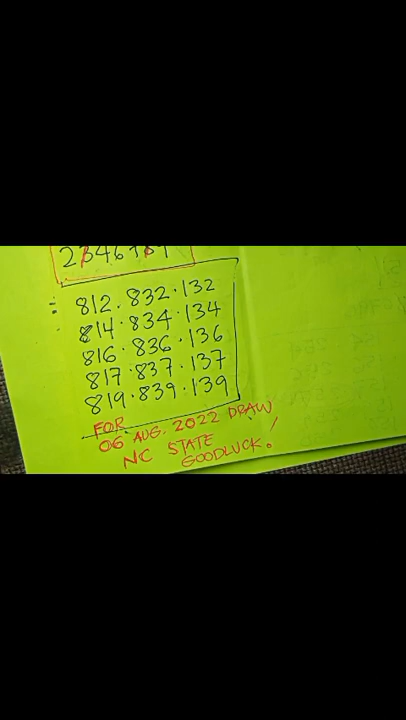 812.832.132
814.834.134
816.836.136
817.837.137
819.839.139
FOR
06 AUG. 2022 DRAW
NC STATE
GOODLUCK!